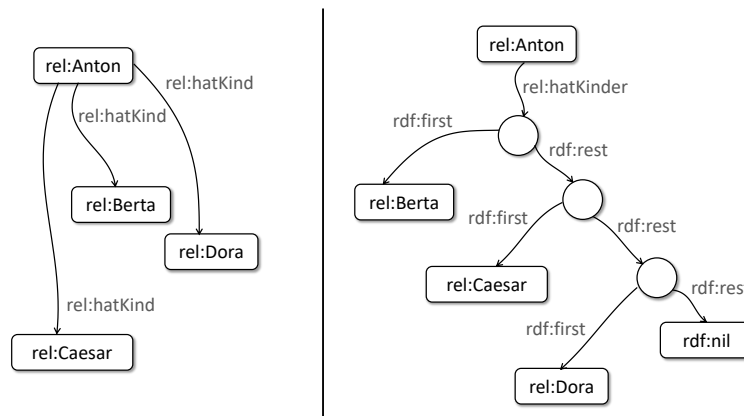 rel:Anton
rel:hatKind
rel:hatKind
rel:Berta
rel:Dora
rel:hatKind
rel:Caesar
rel:Anton
rel:hatKinder
rdf:first
rdf:rest
rel:Berta
rdf:first
rdf:rest
rel:Caesar
rdf:rest
rdf:first
rdf:nil
rel:Dora